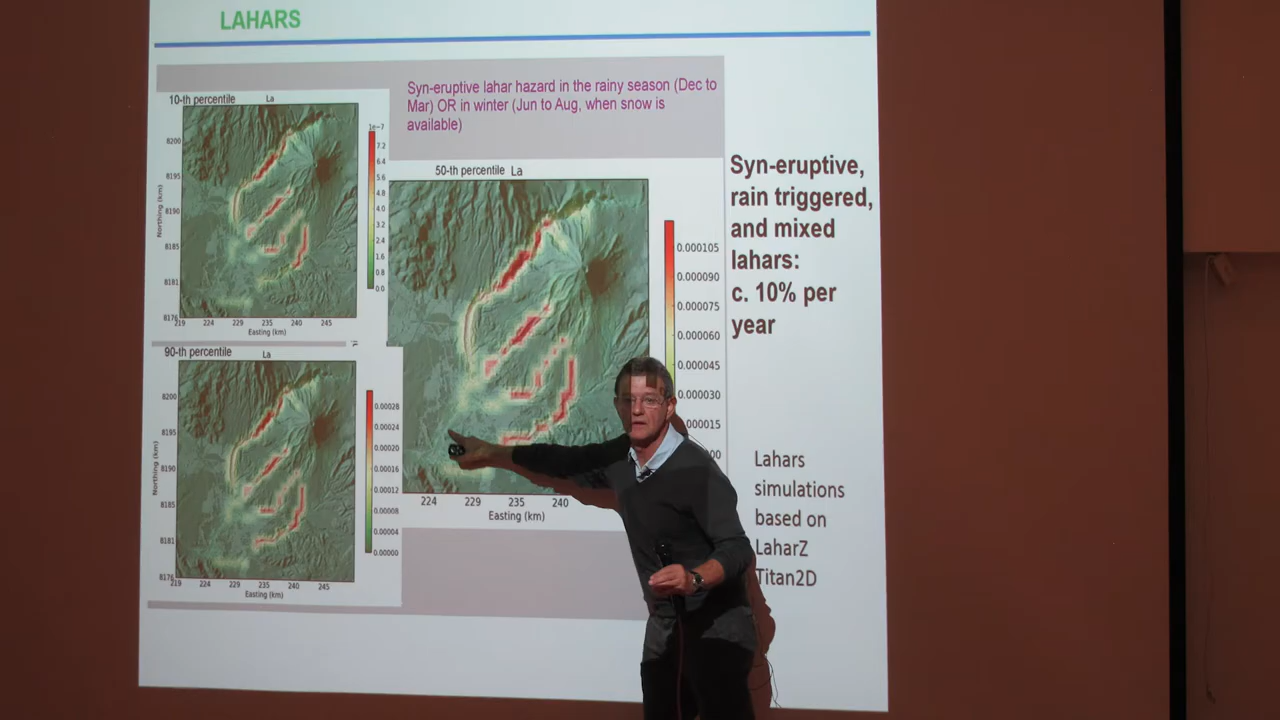 LAHARS
Syn-eruptive lahar hazard in the rainy season (Dec to
Mar) OR in winter (Jun to Aug, when snow is
available)
10-th percentile
La
1e−7
7.2
6.4
5.6
4.8
4.0
3.2
2.4
1.6
0.8
0.0
Northing (km)
8200
8195
8190
8185
8181
8176
219 224 229 235 240 245
Easting (km)
50-th percentile La
0.000105
0.000090
0.000075
0.000060
0.000045
0.000030
00015
00
224 229 235 240
Easting (km)
90-th percentile
La
0.00028
0.00024
0.00020
0.00016
0.00012
0.00008
0.00004
0.00000
Northing (km)
8200
8195
8190
8185
8181
8176
219 224 229 235 240 245
Easting (km)
Syn-eruptive,
rain triggered,
and mixed
lahars:
c. 10% per
year
Lahars
simulations
based on
LaharZ
Titan2D